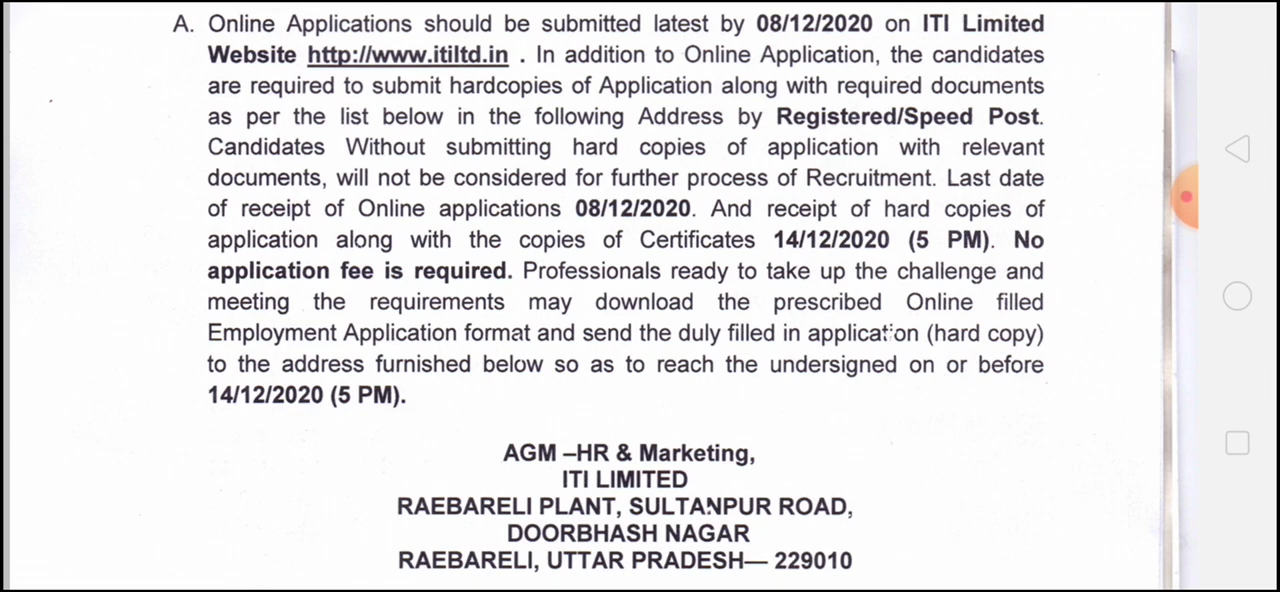 A. Online Applications should be submitted latest by 08/12/2020 on ITI Limited
Website http://www.itiltd.in . In addition to Online Application, the candidates
are required to submit hardcopies of Application along with required documents
as per the list below in the following Address by Registered/Speed Post.
Candidates Without submitting hard copies of application with relevant
documents, will not be considered for further process of Recruitment. Last date
of receipt of Online applications 08/12/2020. And receipt of hard copies of
application along with the copies of Certificates 14/12/2020 (5 PM). No
application fee is required. Professionals ready to take up the challenge and
meeting the requirements may download the prescribed Online filled
Employment Application format and send the duly filled in application (hard copy)
to the address furnished below so as to reach the undersigned on or before
14/12/2020 (5 PM).
AGM –HR & Marketing,
ITI LIMITED
RAEBARELI PLANT, SULTANPUR ROAD,
DOORBHASH NAGAR
RAEBARELI, UTTAR PRADESH— 229010